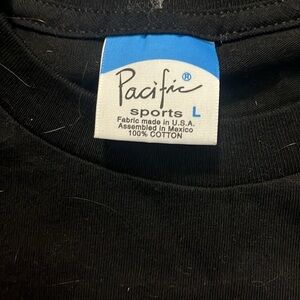 Pacific®
sports L
Fabric made in U.S.A.
Assembled in Mexico
100% COTTON